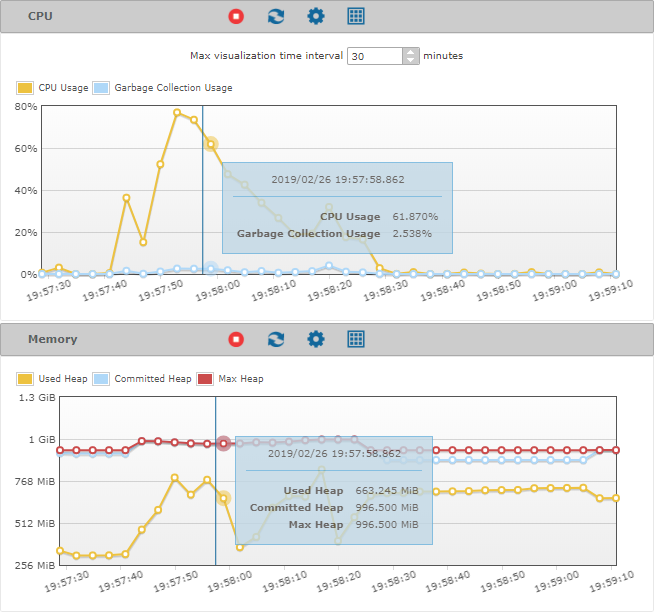 CPU
Max visualization time interval 30 minutes
CPU Usage Garbage Collection Usage
80%
60%
40%
20%
0%
2019/02/26 19:57:58.862
CPU Usage 61.870%
Garbage Collection Usage 2.538%
19:57:30 19:57:40 19:57:50 19:58:00 19:58:10 19:58:20 19:58:30 19:58:40 19:58:50 19:59:00 19:59:10
Memory
Used Heap Committed Heap Max Heap
1.3 GiB
1 GiB
768 MiB
512 MiB
256 MiB
2019/02/26 19:57:58.862
Used Heap 663.245 MiB
Committed Heap 996.500 MiB
Max Heap 996.500 MiB
19:57:30 19:57:40 19:57:50 19:58:00 19:58:10 19:58:20 19:58:30 19:58:40 19:58:50 19:59:00 19:59:10